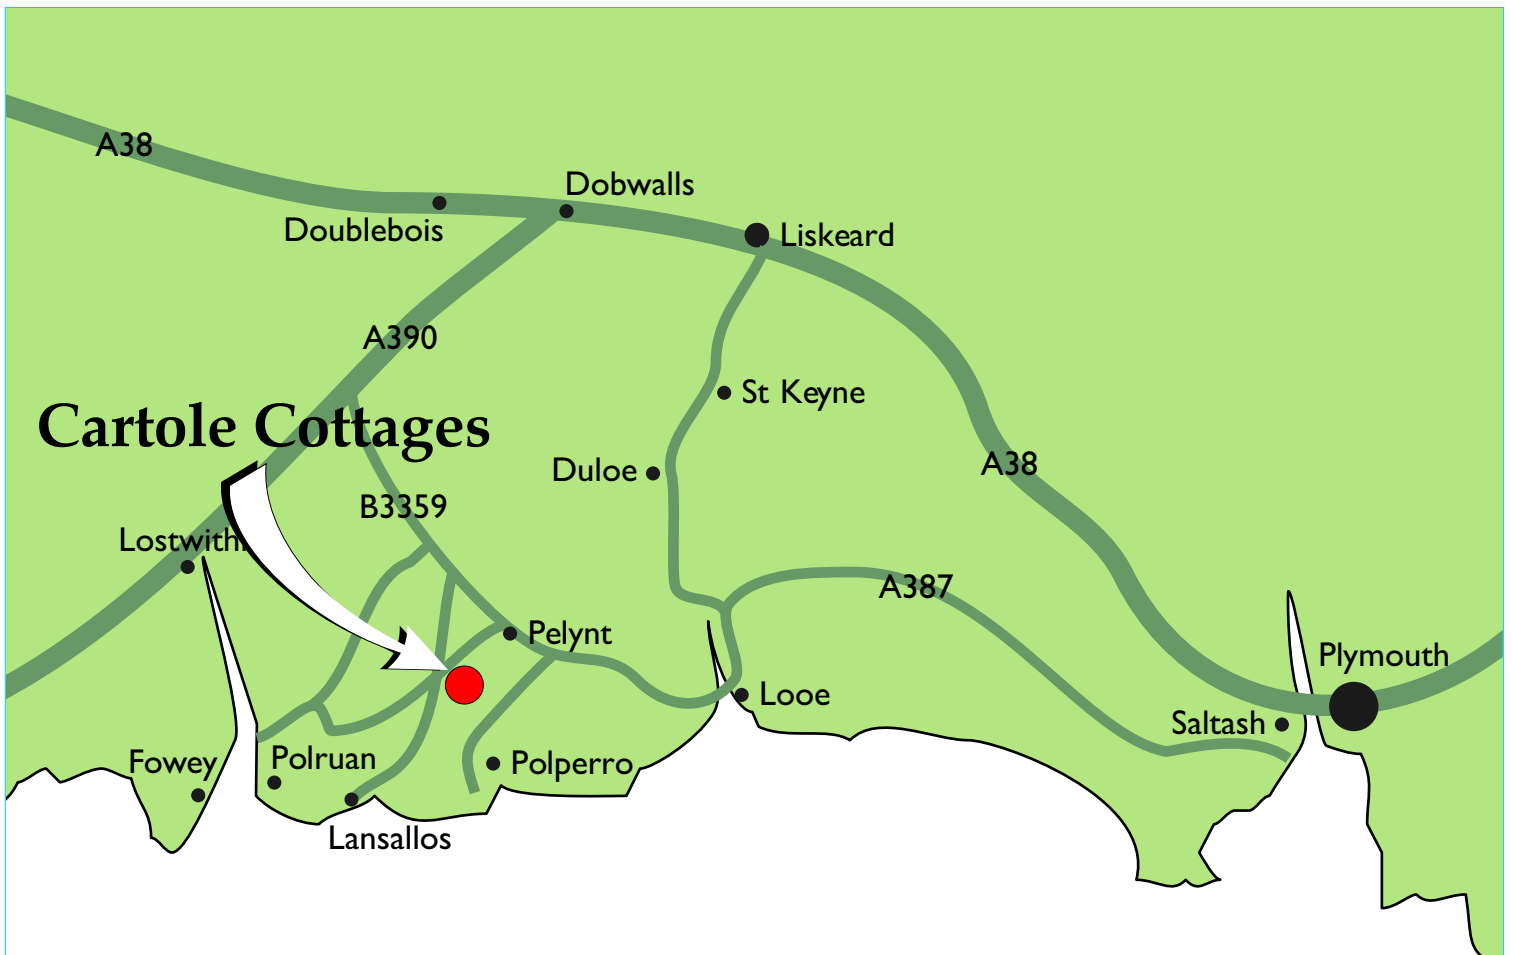 A38
Dobwalls
Doublebois
Liskeard
A390
St Keyne
Cartole Cottages
Duloe
A38
B3359
A387
Pelynt
Plymouth
Looe
Saltash
Fowey
Polruan
Polperro
Lansallos